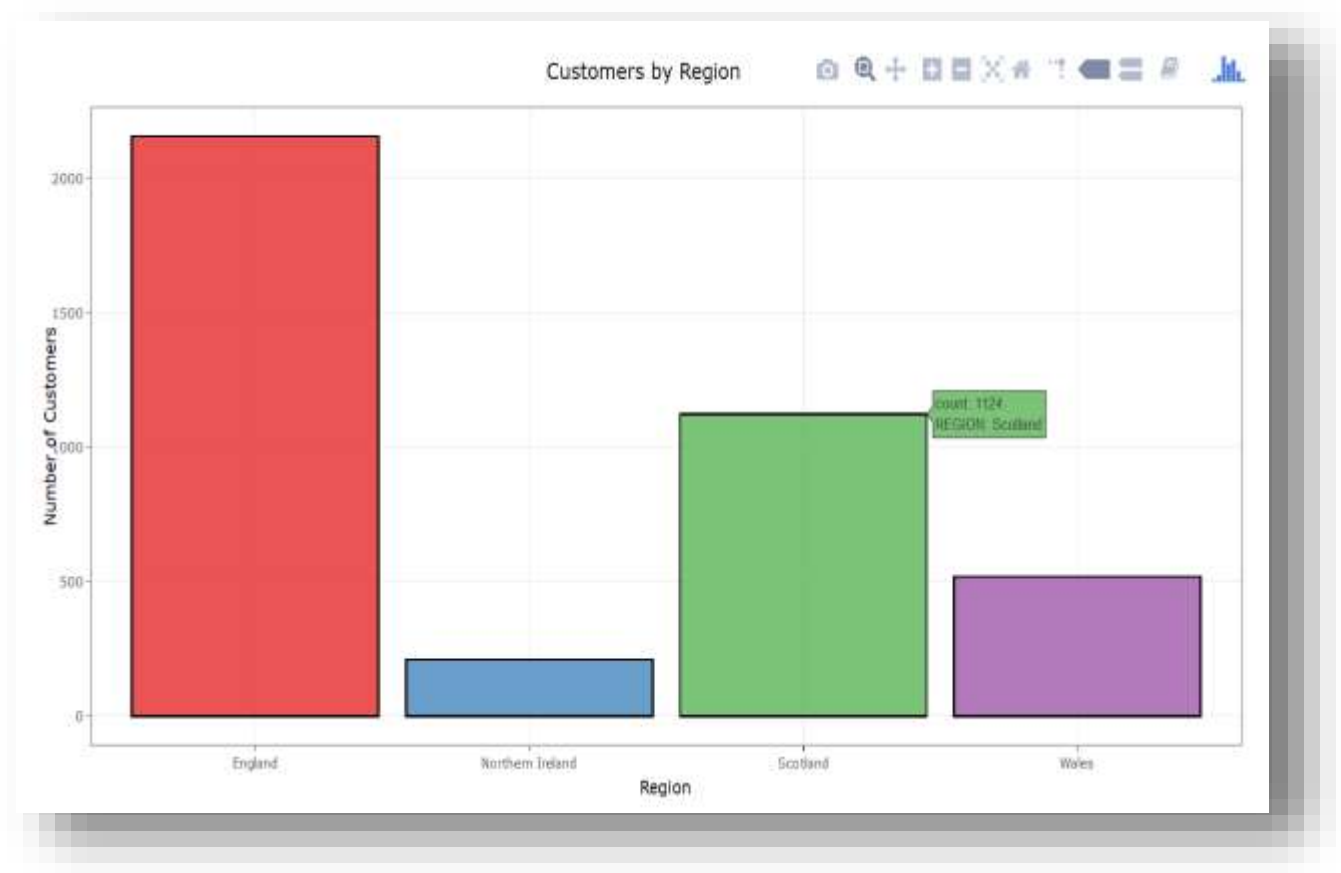 Customers by Region
2000
1500
1000
500
0
Number of Customers
count: 1124
REGION: Scotland
England
Northern Ireland
Scotland
Wales
Region